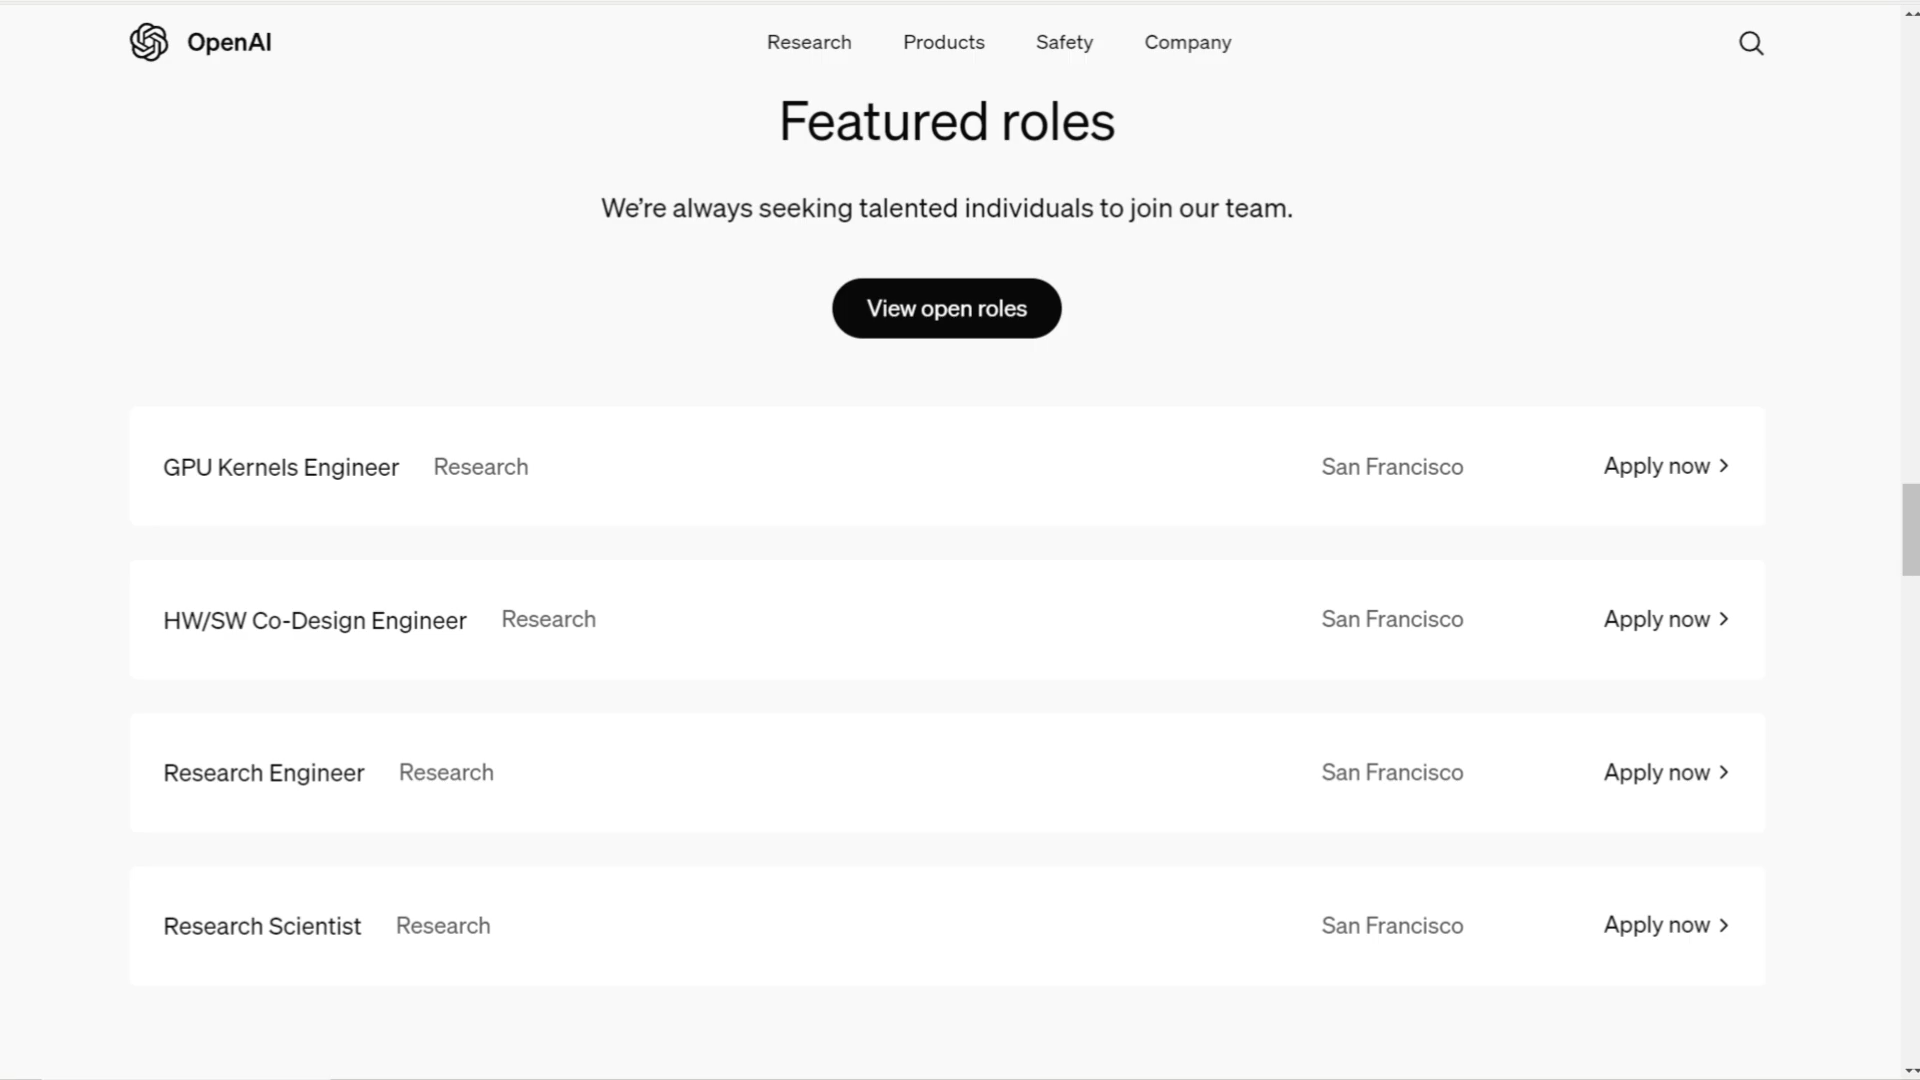 OpenAI
Research Products Safety Company
Featured roles
We’re always seeking talented individuals to join our team.
View open roles
GPU Kernels Engineer Research San Francisco Apply now
HW/SW Co-Design Engineer Research San Francisco Apply now
Research Engineer Research San Francisco Apply now
Research Scientist Research San Francisco Apply now